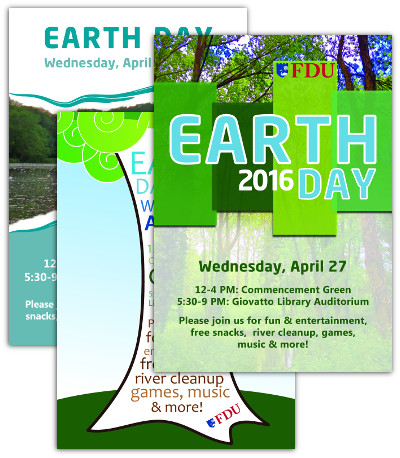 EARTH DAY
Wednesday, April
12
5:30-9
Please
snacks,
EA
DA
W
A
P
fo
en
fre
river cleanup
games, music
& more!
FDU
FDU
EARTH
2016 DAY
Wednesday, April 27
12-4 PM: Commencement Green
5:30-9 PM: Giovatto Library Auditorium
Please join us for fun & entertainment,
free snacks, river cleanup, games,
music & more!